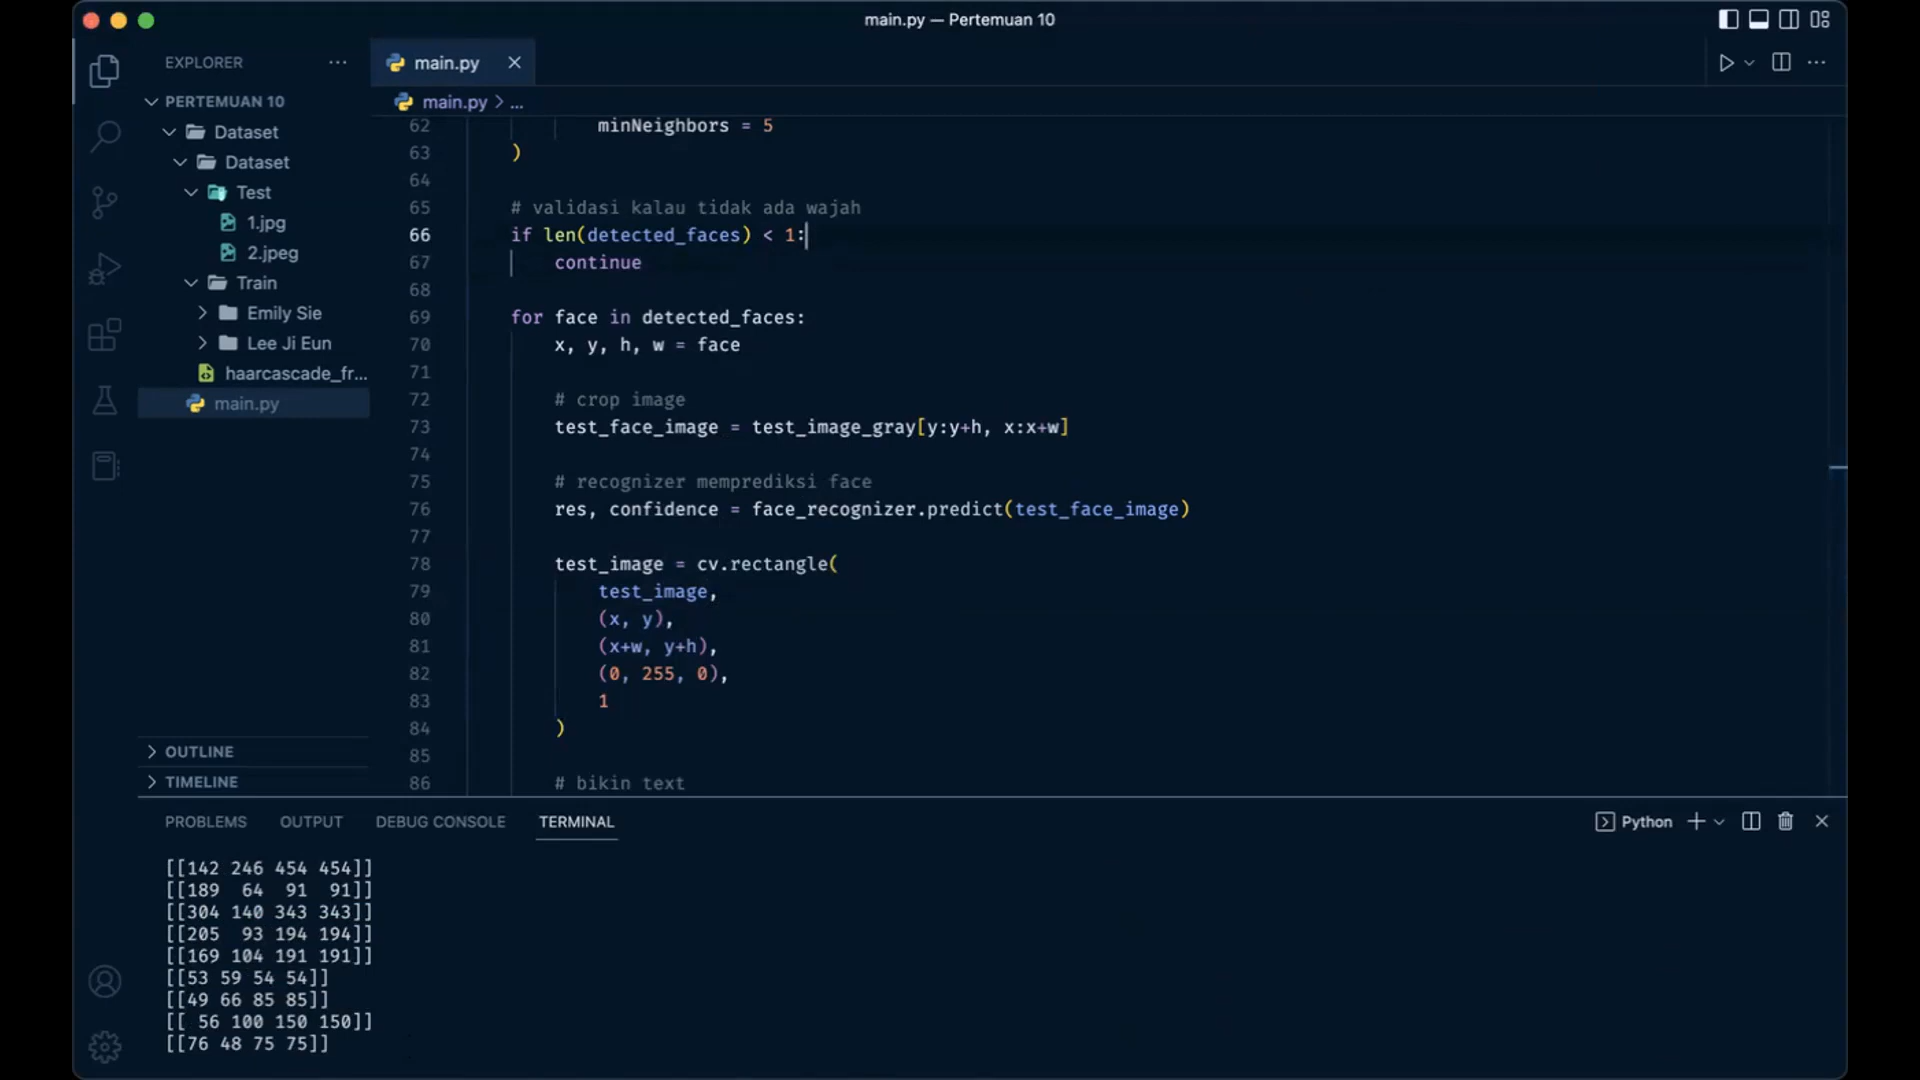 main.py — Pertemuan 10
EXPLORER
main.py
PERTEMUAN 10
Dataset
Dataset
Test
1.jpg
2.jpeg
Train
Emily Sie
Lee Ji Eun
haarcascade_fr...
main.py
OUTLINE
TIMELINE
main.py > ...
62 minNeighbors = 5
63 )
64
65 # validasi kalau tidak ada wajah
66 if len(detected_faces) < 1:
67 continue
68
69 for face in detected_faces:
70 x, y, h, w = face
71
72 # crop image
73 test_face_image = test_image_gray[y:y+h, x:x+w]
74
75 # recognizer memprediksi face
76 res, confidence = face_recognizer.predict(test_face_image)
77
78 test_image = cv.rectangle(
79 test_image,
80 (x, y),
81 (x+w, y+h),
82 (0, 255, 0),
83 1
84 )
85
86 # bikin text
PROBLEMS OUTPUT DEBUG CONSOLE TERMINAL
Python
[[142 246 454 454]]
[[189  64  91  91]]
[[304 140 343 343]]
[[205  93 194 194]]
[[169 104 191 191]]
[[53 59 54 54]]
[[49 66 85 85]]
[[ 56 100 150 150]]
[[76 48 75 75]]